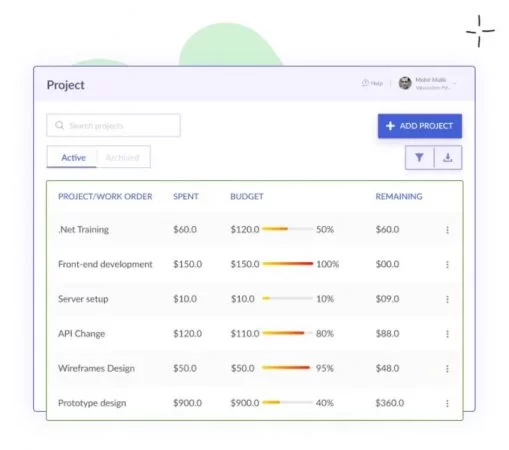 Project
Help
Mohit Malik
Search projects
+ ADD PROJECT
Active Archived
PROJECT/WORK ORDER SPENT BUDGET REMAINING
.Net Training $60.0 $120.0 50% $60.0
Front-end development $150.0 $150.0 100% $00.0
Server setup $10.0 $10.0 10% $09.0
API Change $120.0 $110.0 80% $88.0
Wireframes Design $50.0 $50.0 95% $48.0
Prototype design $900.0 $900.0 40% $360.0